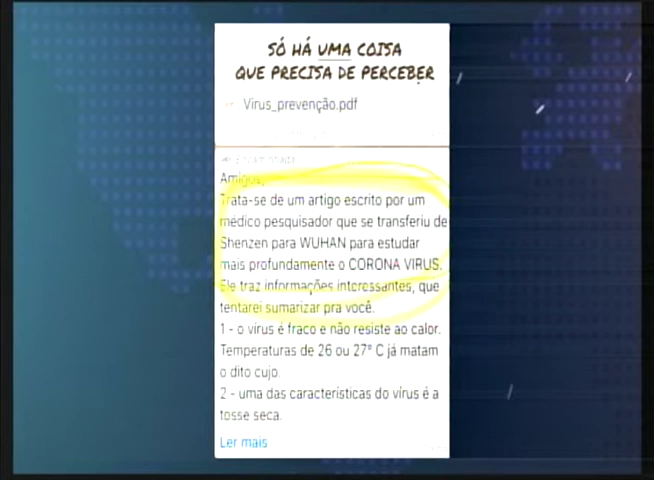 SÓ HÁ UMA COISA
QUE PRECISA DE PERCEBER
Vírus_prevenção.pdf
Amigos,
Trata-se de um artigo escrito por um
médico pesquisador que se transferiu de
Shenzen para WUHAN para estudar
mais profundamente o CORONA VIRUS.
Ele traz informações interessantes, que
tentarei sumarizar pra você.
1 - o vírus é fraco e não resiste ao calor.
Temperaturas de 26 ou 27° C já matam
o dito cujo.
2 - uma das características do vírus é a
tosse seca.
Ler mais